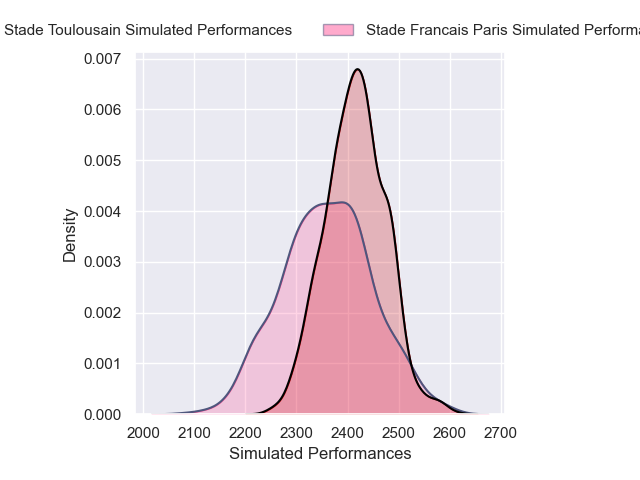 Stade Toulousain Simulated Performances Stade Francais Paris Simulated
0.007
0.006
0.005
0.004
0.003
0.002
0.001
0.000
Density
2000 2100 2200 2300 2400 2500 2600 2700
Simulated Performances